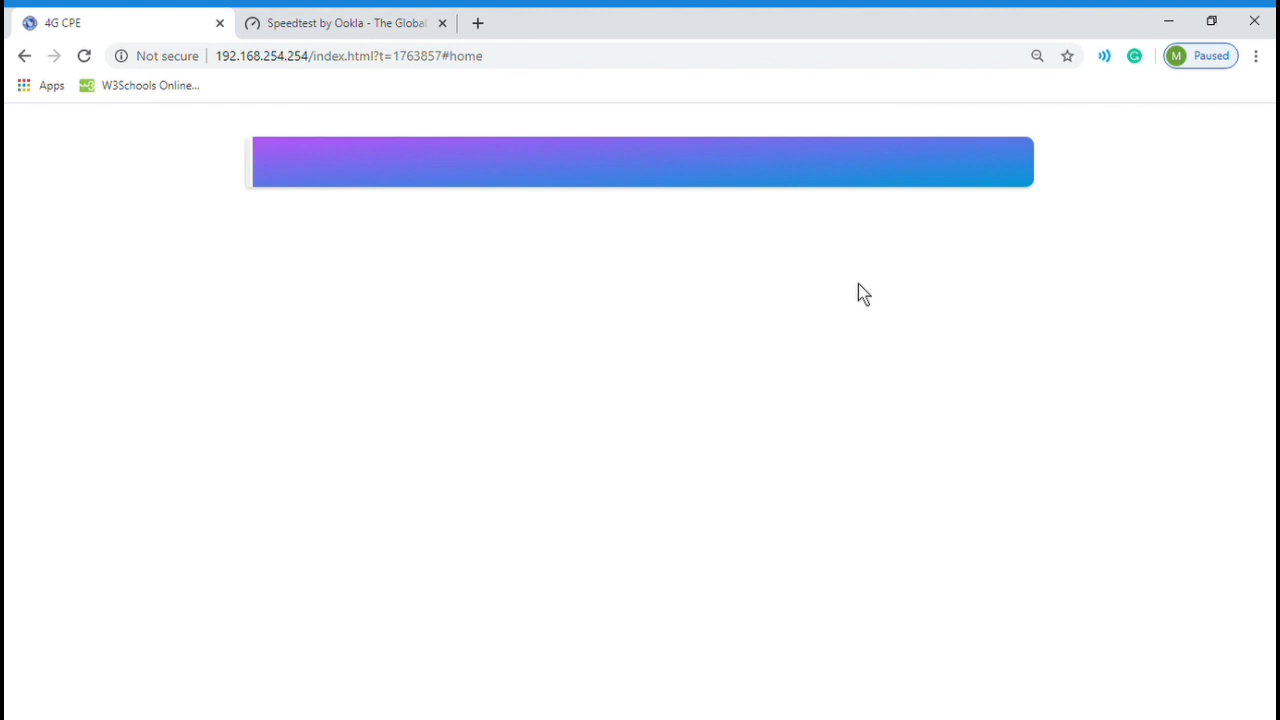 4G CPE
Speedtest by Ookla - The Global
Not secure
192.168.254.254/index.html?t=1763857#home
M
Paused
Apps
W3Schools Online...